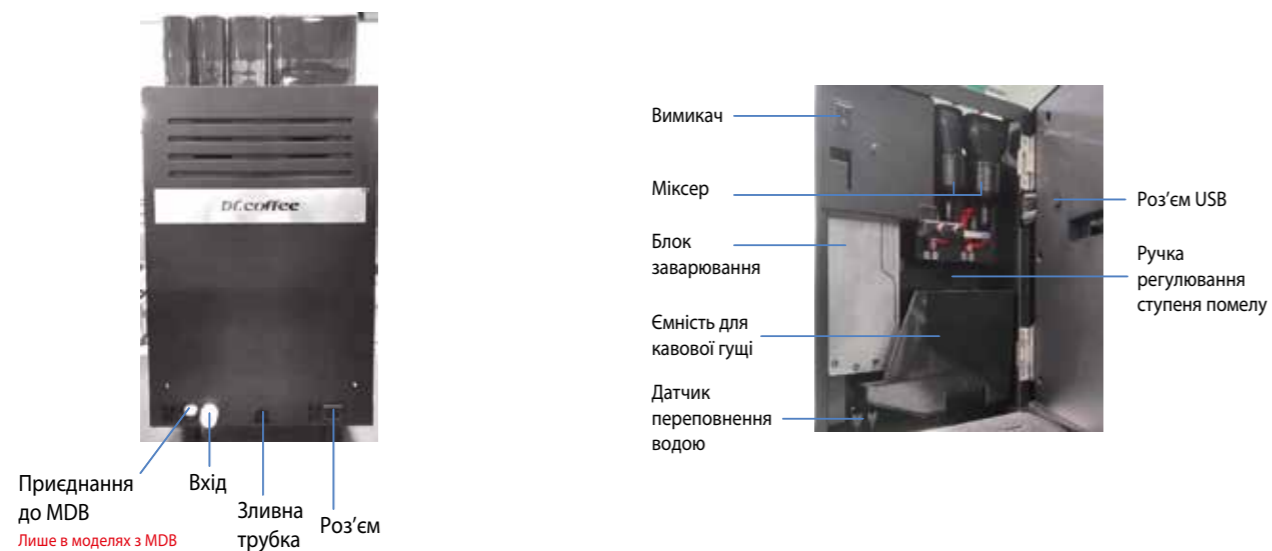 Dr.coffee
Приєднання
до MDB
Лише в моделях з MDB
Вхід
Зливна
трубка
Роз’єм
Вимикач
Міксер
Блок
заварювання
Ємність для
кавової гущі
Датчик
переповнення
водою
Роз’єм USB
Ручка
регулювання
ступеня помелу